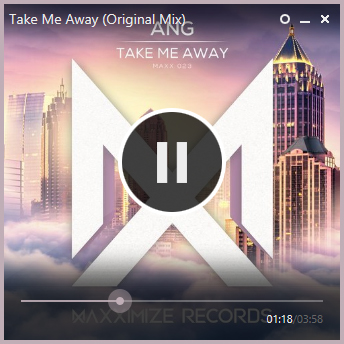 Take Me Away (Original Mix)
ANG
TAKE ME AWAY
MAXX 023
MAXXIMIZE RECORDS
01:18/03:58